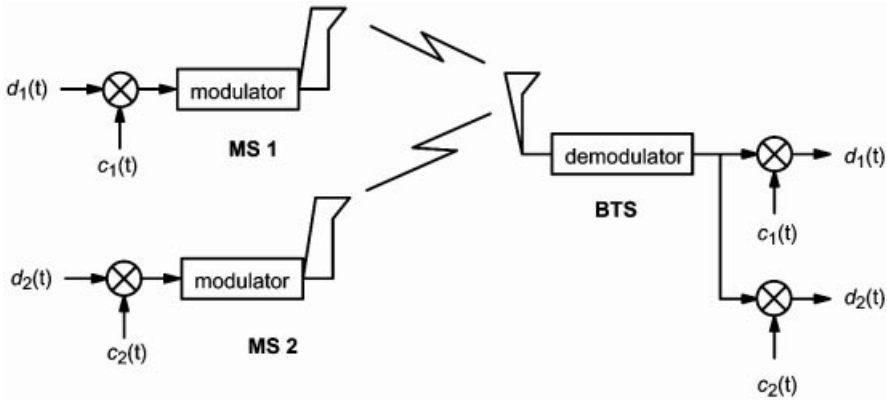 d1(t)
modulator
MS 1
c1(t)
demodulator
d1(t)
BTS
c1(t)
d2(t)
modulator
d2(t)
MS 2
c2(t)
c2(t)